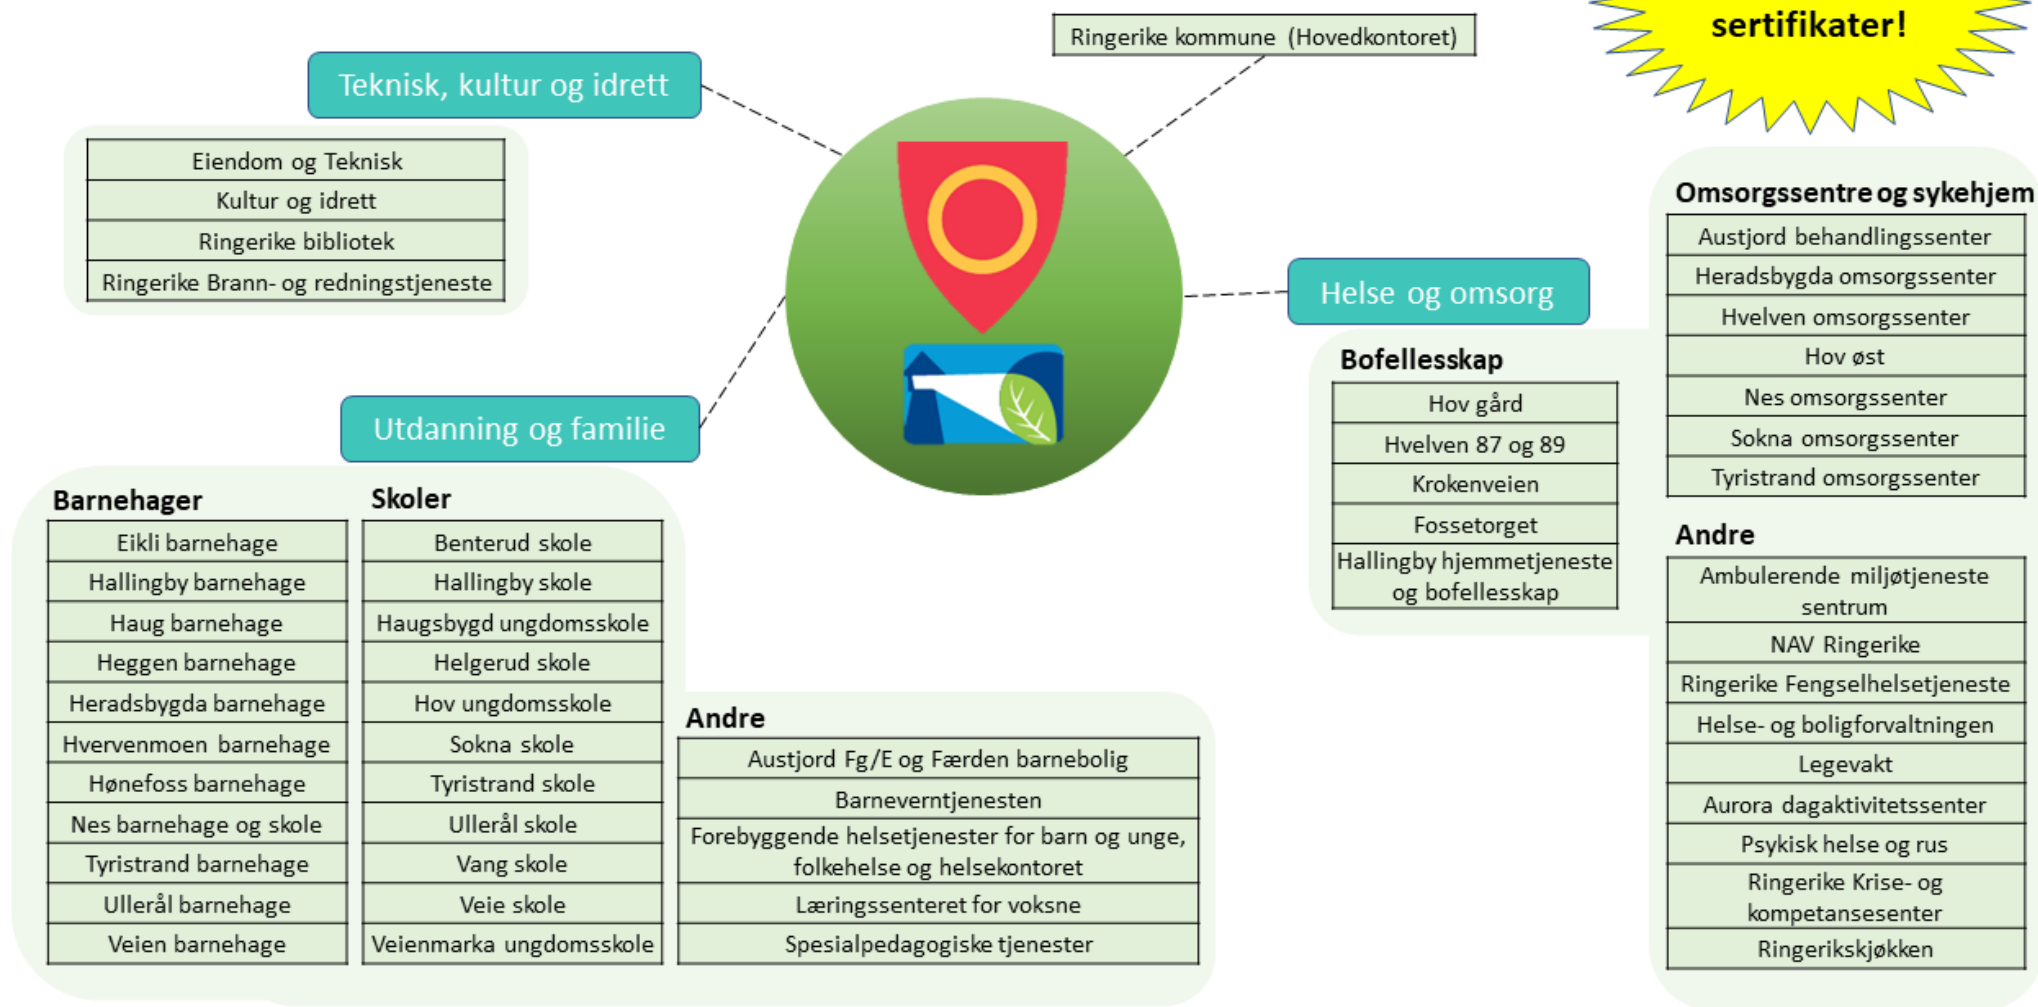 sertifikater!
Ringerike kommune (Hovedkontoret)
Teknisk, kultur og idrett
Eiendom og Teknisk
Kultur og idrett
Ringerike bibliotek
Ringerike Brann- og redningstjeneste
Utdanning og familie
Barnehager
Eikli barnehage
Hallingby barnehage
Haug barnehage
Heggen barnehage
Heradsbygda barnehage
Hvervenmoen barnehage
Hønefoss barnehage
Nes barnehage og skole
Tyristrand barnehage
Ullerål barnehage
Veien barnehage
Skoler
Benterud skole
Hallingby skole
Haugsbygd ungdomsskole
Helgerud skole
Hov ungdomsskole
Sokna skole
Tyristrand skole
Ullerål skole
Vang skole
Veie skole
Veienmarka ungdomsskole
Andre
Austjord Fg/E og Færden barnebolig
Barneverntjenesten
Forebyggende helsetjenester for barn og unge,
folkehelse og helsekontoret
Læringssenteret for voksne
Spesialpedagogiske tjenester
Helse og omsorg
Bofellesskap
Hov gård
Hvelven 87 og 89
Krokenveien
Fossetorget
Hallingby hjemmetjeneste
og bofellesskap
Omsorgssentre og sykehjem
Austjord behandlingssenter
Heradsbygda omsorgssenter
Hvelven omsorgssenter
Hov øst
Nes omsorgssenter
Sokna omsorgssenter
Tyristrand omsorgssenter
Andre
Ambulerende miljøtjeneste
sentrum
NAV Ringerike
Ringerike Fengselhelsetjeneste
Helse- og boligforvaltningen
Legevakt
Aurora dagaktivitetssenter
Psykisk helse og rus
Ringerike Krise- og
kompetansesenter
Ringerikskjøkken